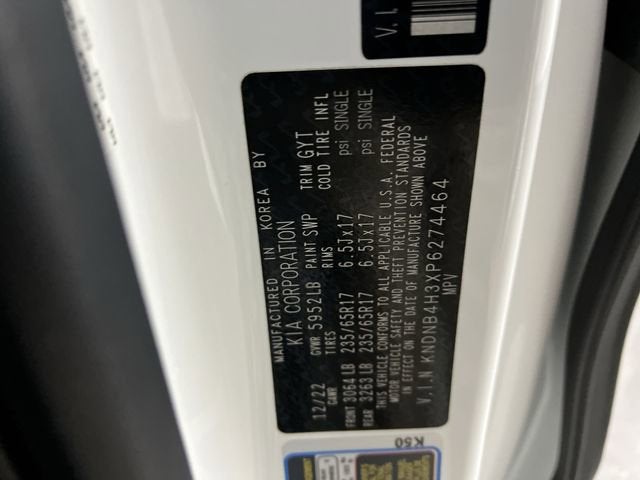 V.I.
MANUFACTURED IN KOREA BY
KIA CORPORATION
12/22 GVWR 5952LB PAINT SWP TRIM GYT
GAWR TIRES RIMS COLD TIRE INFL
FRONT 3064LB 235/65R17 6.5Jx17 psi SINGLE
REAR 3263LB 235/65R17 6.5Jx17 psi SINGLE
THIS VEHICLE CONFORMS TO ALL APPLICABLE U.S.A. FEDERAL
MOTOR VEHICLE SAFETY AND THEFT PREVENTION STANDARDS
IN EFFECT ON THE DATE OF MANUFACTURE SHOWN ABOVE
V.I.N KNDNB4H3XP6274464
MPV
K50